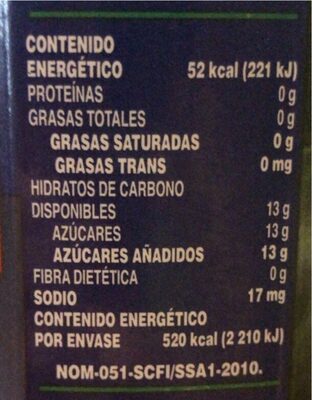 CONTENIDO
ENERGÉTICO 52 kcal (221 kJ)
PROTEÍNAS 0 g
GRASAS TOTALES 0 g
GRASAS SATURADAS 0 g
GRASAS TRANS 0 mg
HIDRATOS DE CARBONO
DISPONIBLES 13 g
AZÚCARES 13 g
AZÚCARES AÑADIDOS 13 g
FIBRA DIETÉTICA 0 g
SODIO 17 mg
CONTENIDO ENERGÉTICO
POR ENVASE 520 kcal (2 210 kJ)
NOM-051-SCFI/SSA1-2010.